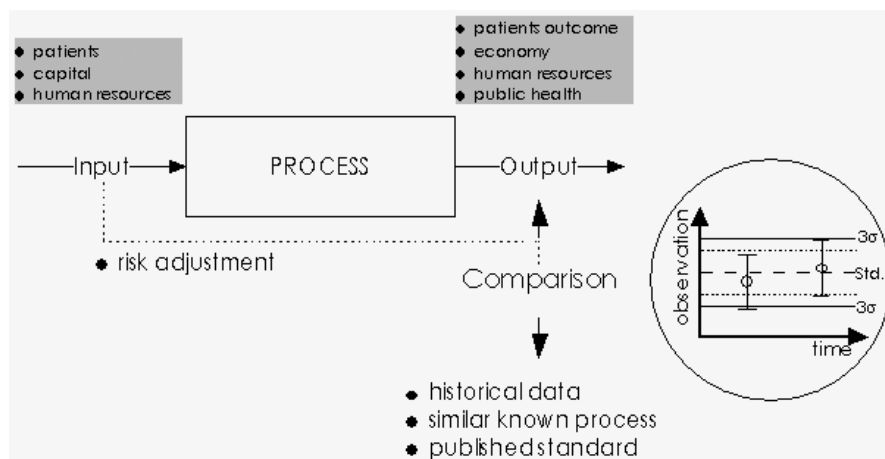 patients
capital
human resources
patients outcome
economy
human resources
public health
Input
PROCESS
Output
risk adjustment
Comparison
historical data
similar known process
published standard
observation
3σ
Std.
3σ
time